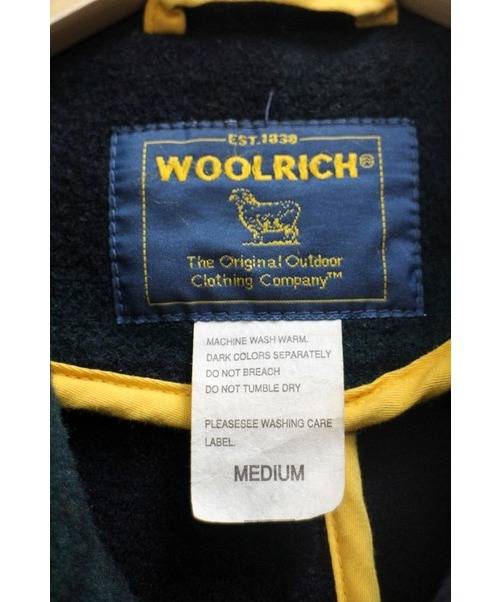 EST.1830
WOOLRICH®
The Original Outdoor
Clothing Company™
MACHINE WASH WARM.
DARK COLORS SEPARATELY
DO NOT BREACH
DO NOT TUMBLE DRY
PLEASESEE WASHING CARE
LABEL.
MEDIUM